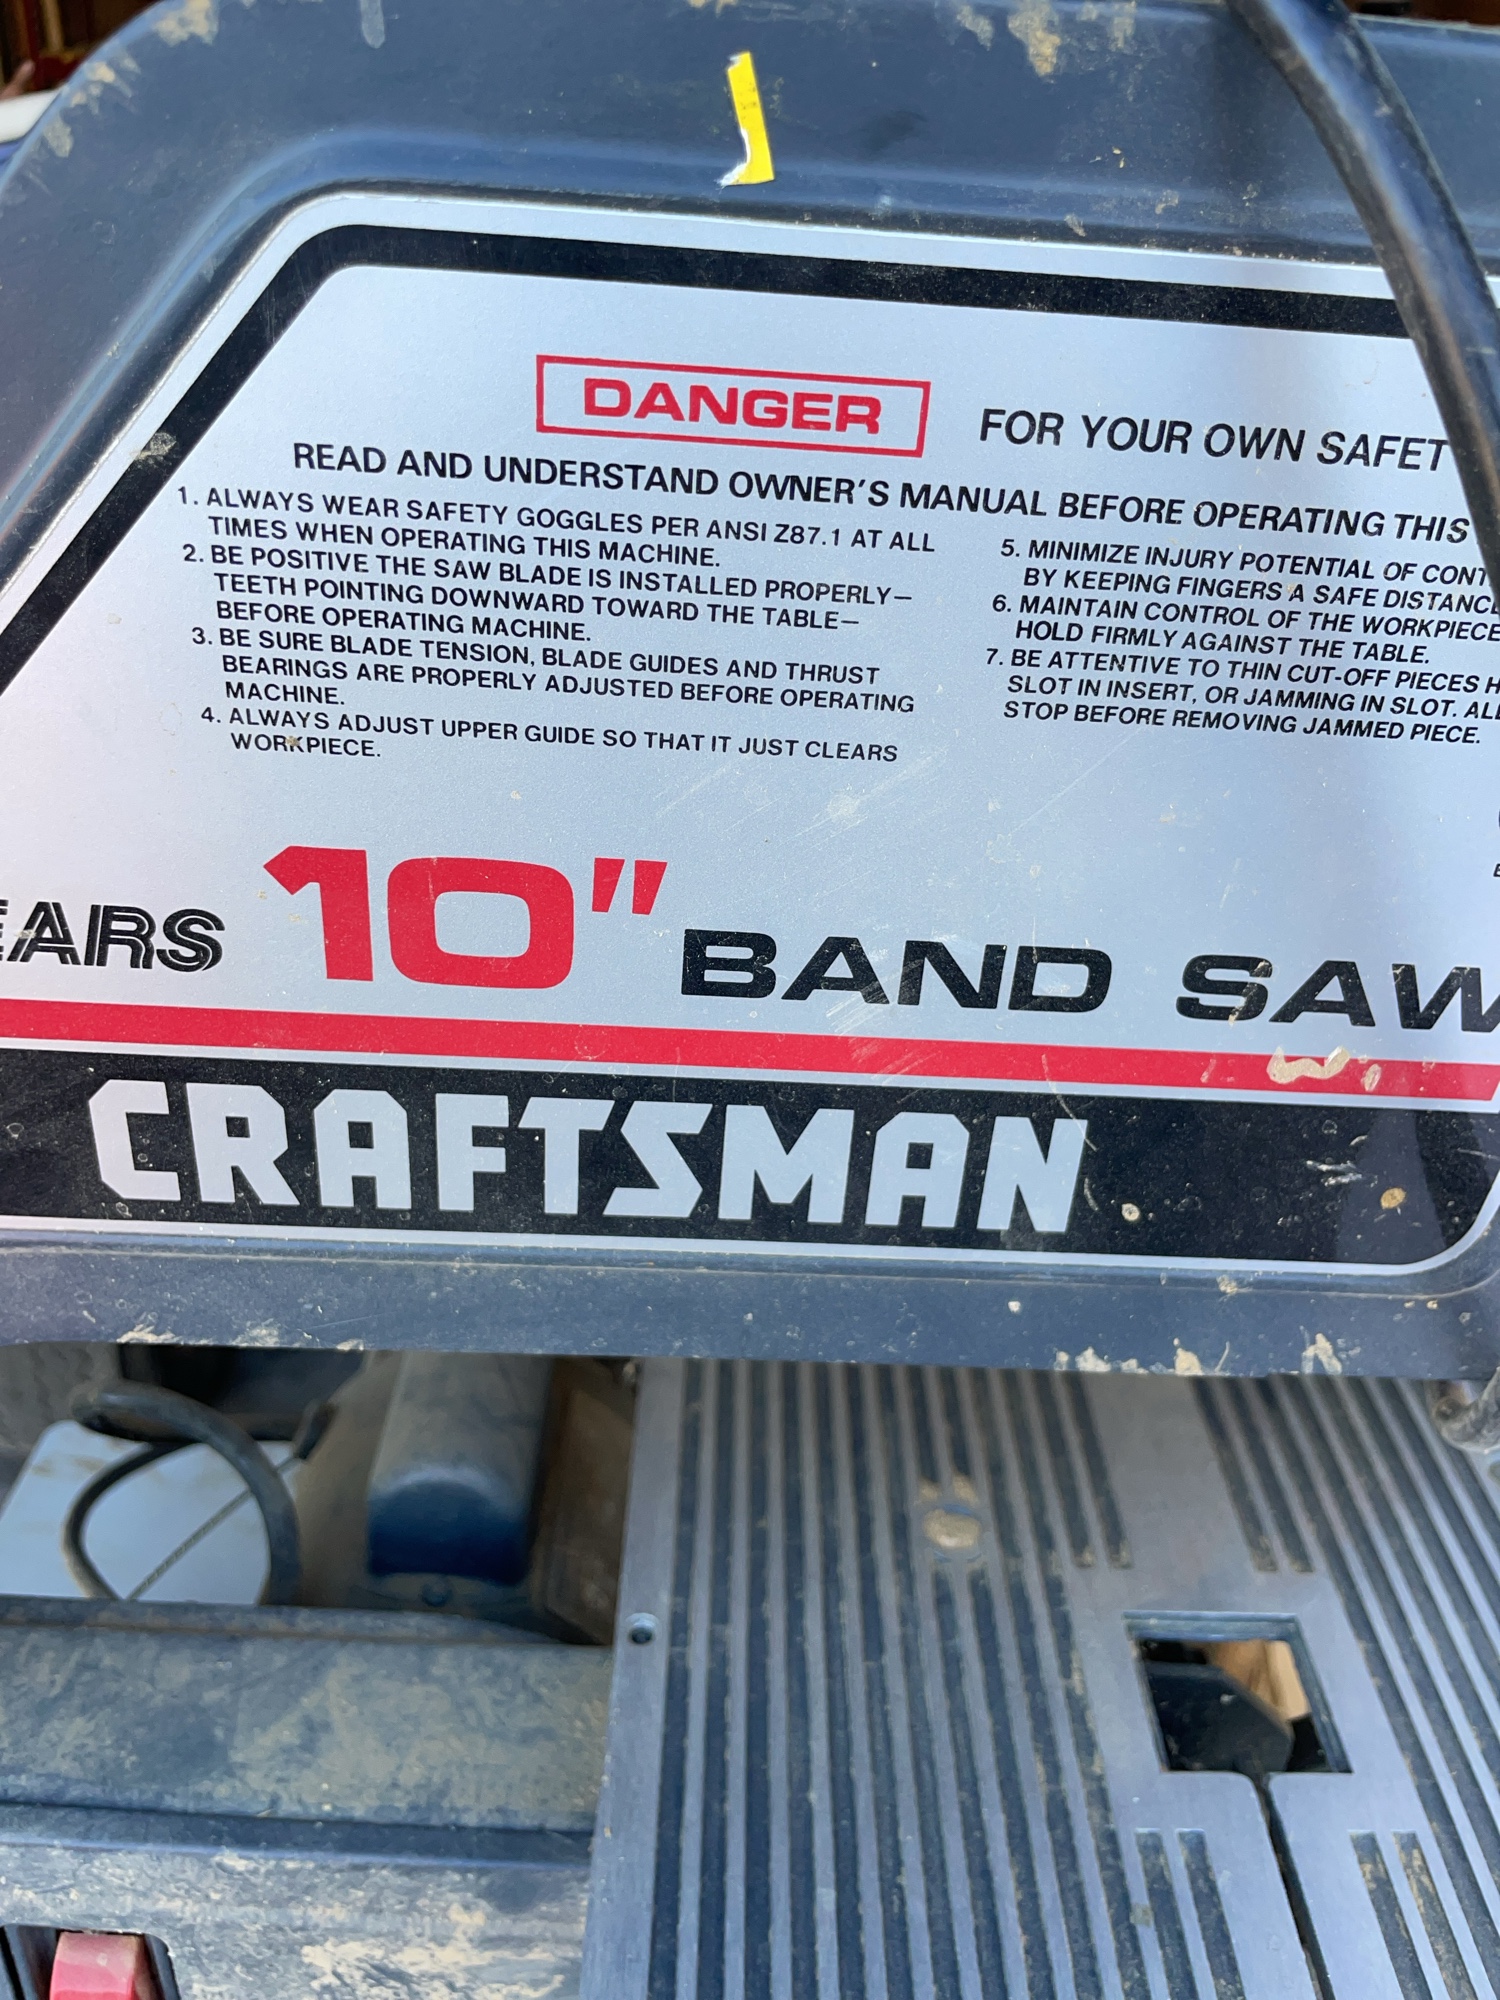 DANGER FOR YOUR OWN SAFET
READ AND UNDERSTAND OWNER'S MANUAL BEFORE OPERATING THIS
1. ALWAYS WEAR SAFETY GOGGLES PER ANSI Z87.1 AT ALL
TIMES WHEN OPERATING THIS MACHINE.
2. BE POSITIVE THE SAW BLADE IS INSTALLED PROPERLY—
TEETH POINTING DOWNWARD TOWARD THE TABLE—
BEFORE OPERATING MACHINE.
3. BE SURE BLADE TENSION, BLADE GUIDES AND THRUST
BEARINGS ARE PROPERLY ADJUSTED BEFORE OPERATING
MACHINE.
4. ALWAYS ADJUST UPPER GUIDE SO THAT IT JUST CLEARS
WORKPIECE.
5. MINIMIZE INJURY POTENTIAL OF CONT
BY KEEPING FINGERS A SAFE DISTANC
6. MAINTAIN CONTROL OF THE WORKPIECE
HOLD FIRMLY AGAINST THE TABLE.
7. BE ATTENTIVE TO THIN CUT-OFF PIECES H
SLOT IN INSERT, OR JAMMING IN SLOT. AL
STOP BEFORE REMOVING JAMMED PIECE.
EARS 10" BAND SAW
CRAFTSMAN